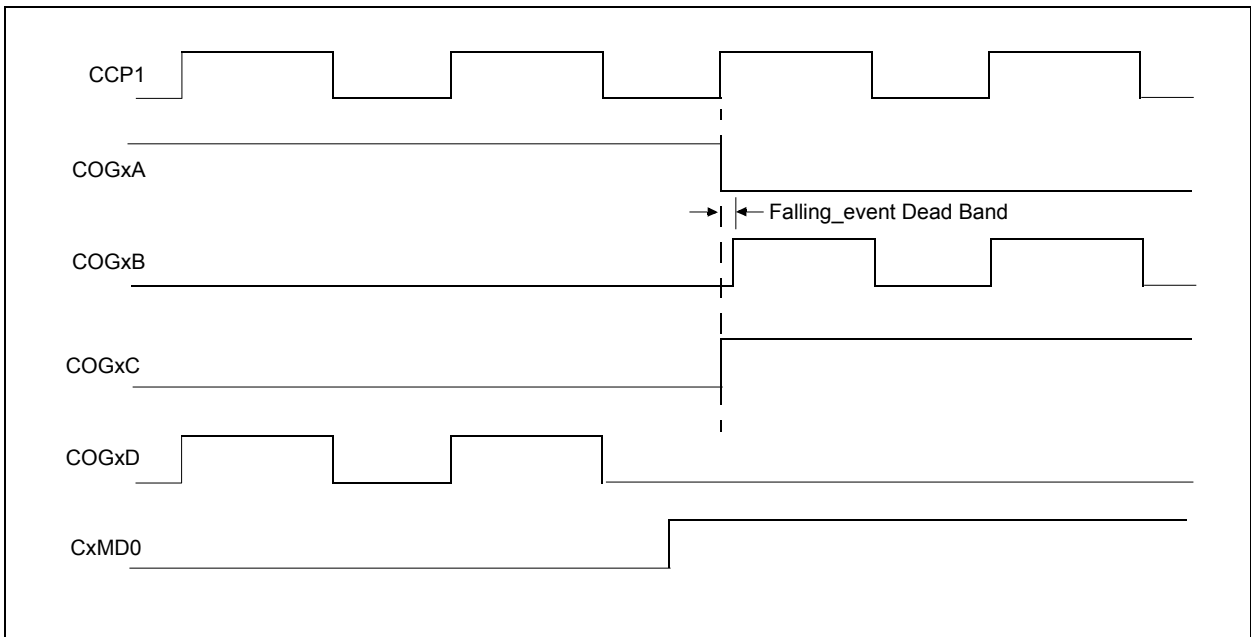 CCP1
COGxA
Falling_event Dead Band
COGxB
COGxC
COGxD
CxMD0